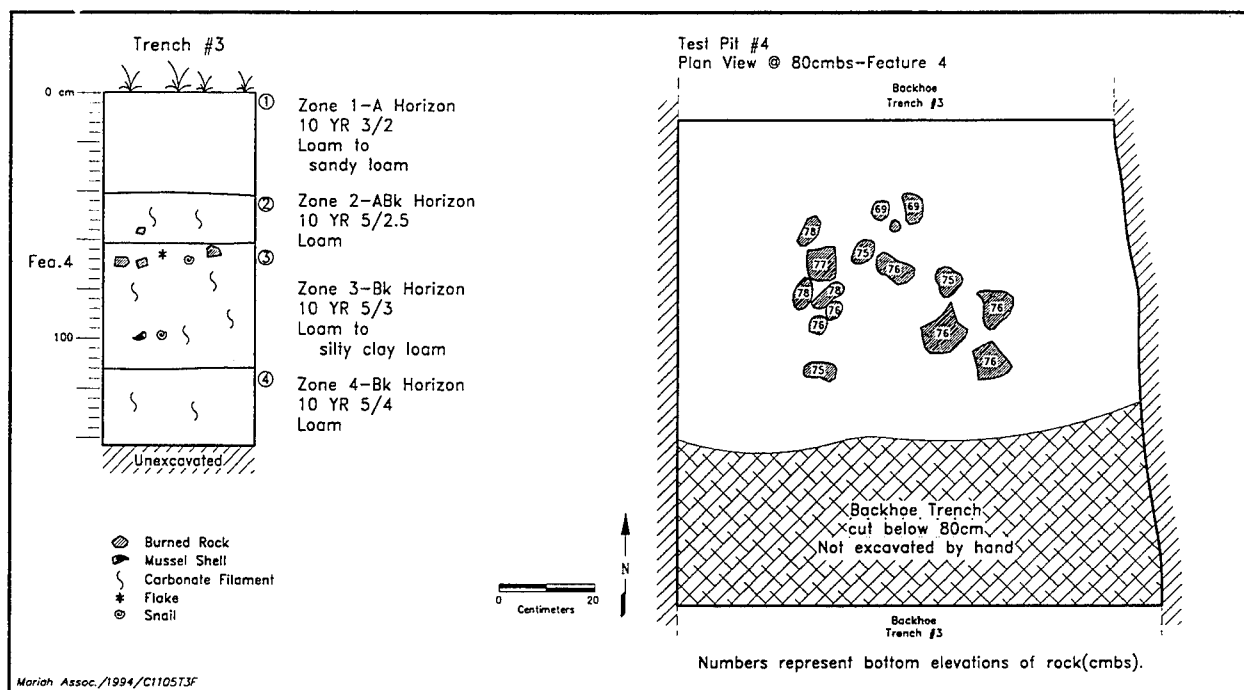 Trench #3
0 cm
Fea.4
100
①
Zone 1-A Horizon
10 YR 3/2
Loam to
sandy loam
②
Zone 2-ABk Horizon
10 YR 5/2.5
Loam
③
Zone 3-Bk Horizon
10 YR 5/3
Loam to
silty clay loam
④
Zone 4-Bk Horizon
10 YR 5/4
Loam
Unexcavated
Burned Rock
Mussel Shell
Carbonate Filament
Flake
Snail
Mariah Assoc./1994/C1105T3F
Test Pit #4
Plan View @ 80cmbs-Feature 4
Backhoe
Trench #3
69
69
78
75
77
76
75
78
78
76
76
76
76
76
75
Backhoe Trench
cut below 80cm
Not excavated by hand
N
0 20
Centimeters
Backhoe
Trench #3
Numbers represent bottom elevations of rock(cmbs).